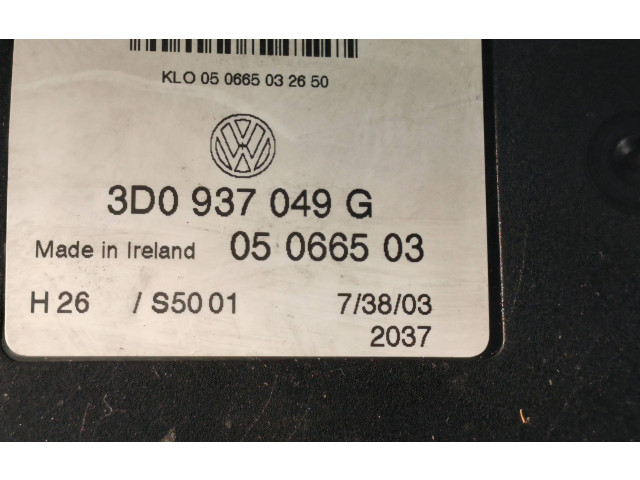 KLO 05 0665 03 26 50
3D0 937 049 G
Made in Ireland 05 0665 03
H 26 / S50 01 7/38/03
2037